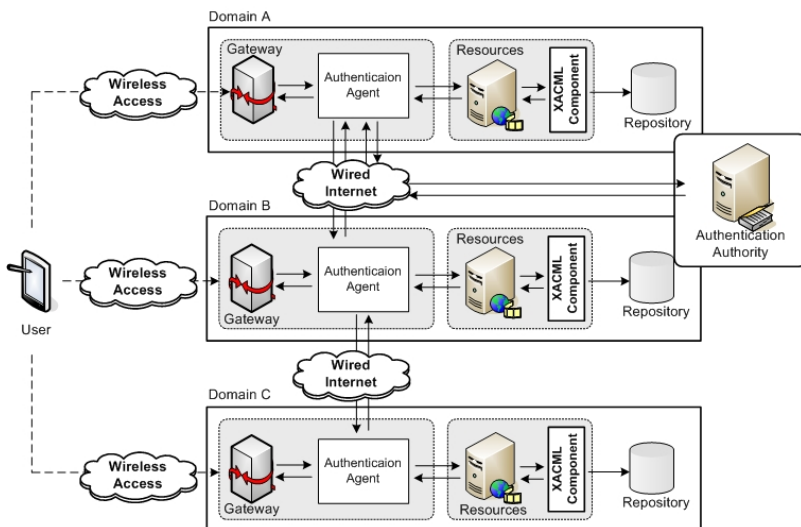 Domain A
Gateway
Resources
Wireless
Access
Authenticaion
Agent
XACML
Component
Repository
Wired
Internet
Authentication
Authority
Domain B
Resources
Wireless
Access
Authenticaion
Agent
XACML
Component
Gateway
Repository
User
Wired
Internet
Domain C
Wireless
Access
Authenticaion
Agent
XACML
Component
Gateway
Resources
Repository